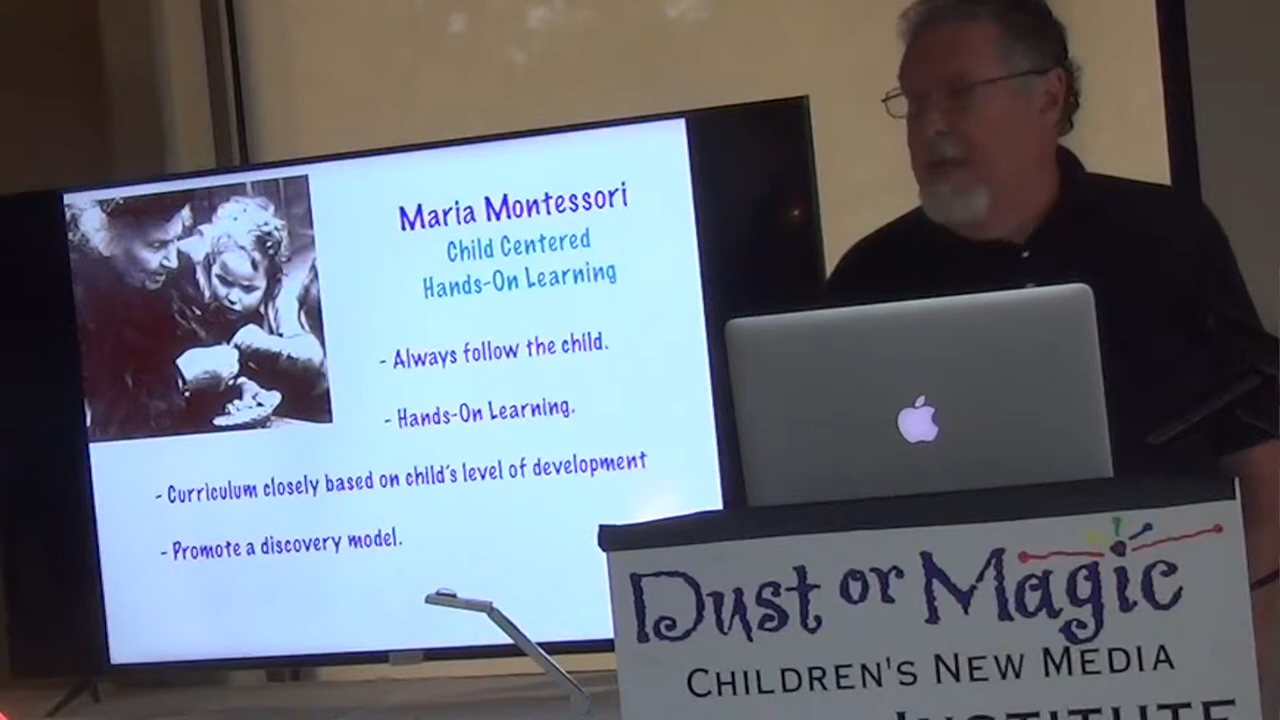 Maria Montessori
Child Centered
Hands-On Learning
- Always follow the child.
- Hands-On Learning.
- Curriculum closely based on child's level of development
- Promote a discovery model.
Dust or Magic
CHILDREN'S NEW MEDIA
INSTITUTE